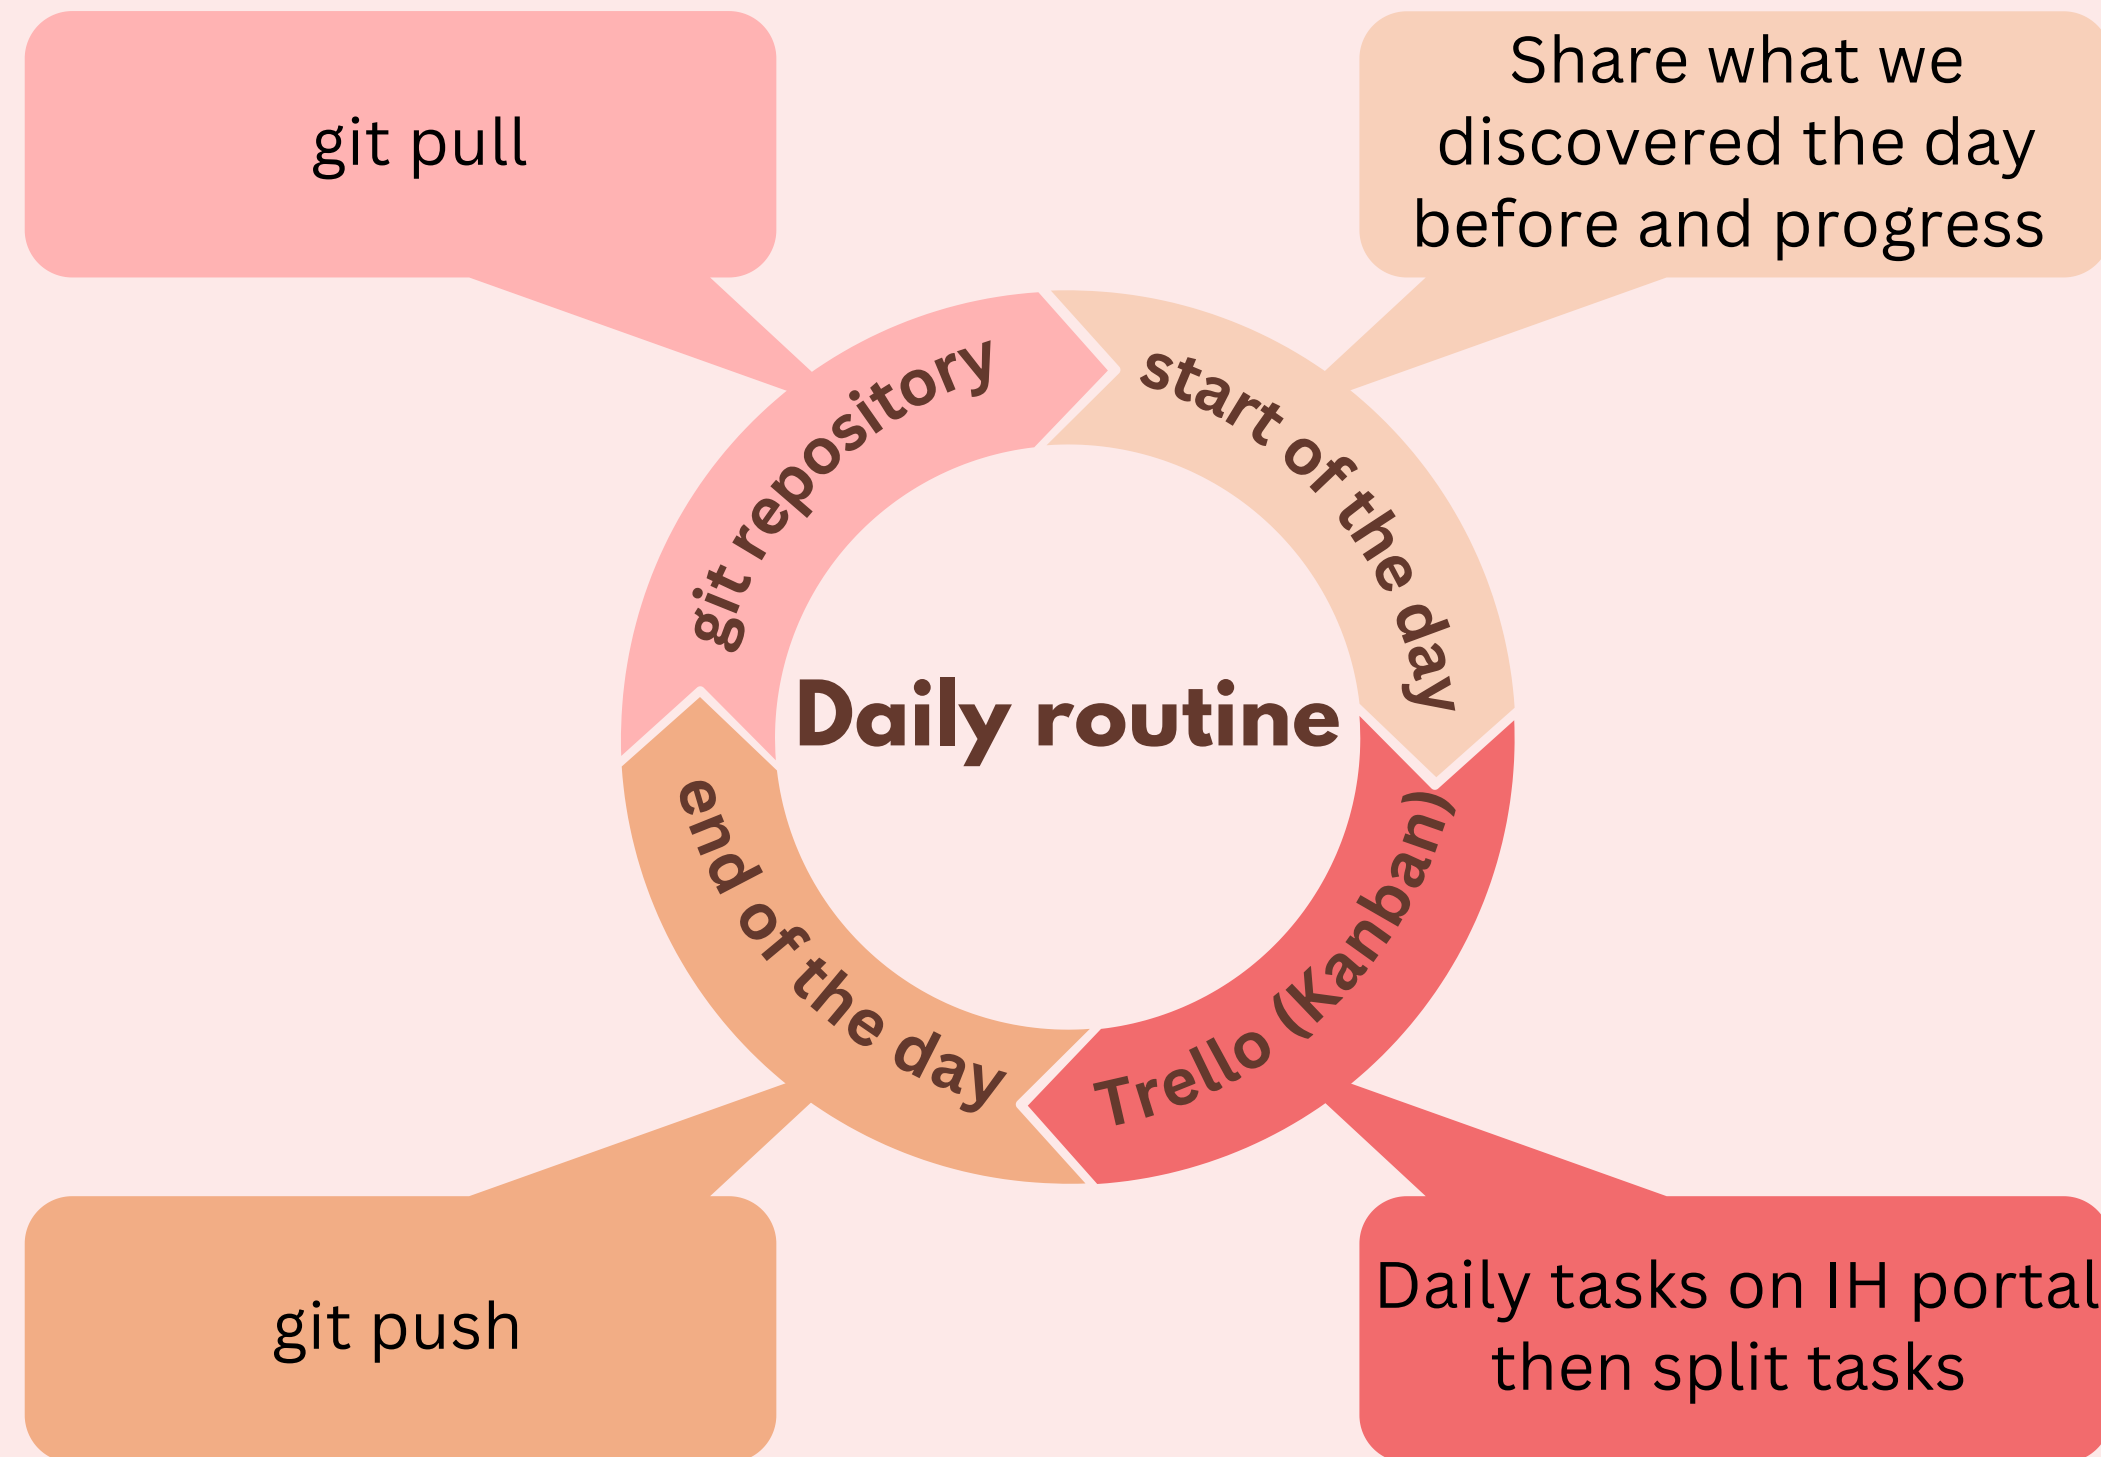 git pull
Share what we
discovered the day
before and progress
git repository
start of the day
Daily routine
end of the day
Trello (Kanban)
git push
Daily tasks on IH portal
then split tasks